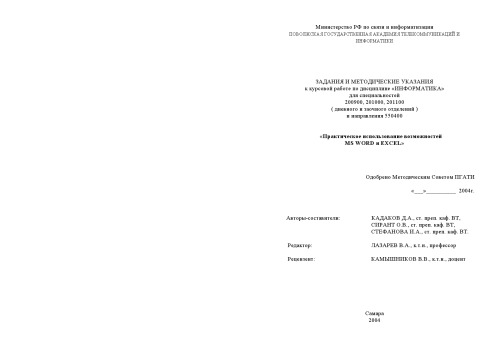 Министерство РФ по связи и информатизации
ПОВОЛЖСКАЯ ГОСУДАРСТВЕННАЯ АКАДЕМИЯ ТЕЛЕКОММУНИКАЦИЙ И
ИНФОРМАТИКИ
ЗАДАНИЯ И МЕТОДИЧЕСКИЕ УКАЗАНИЯ
к курсовой работе по дисциплине «ИНФОРМАТИКА»
для специальностей
200900, 201000, 201100
( дневного и заочного отделений )
и направления 550400
«Практическое использование возможностей
MS WORD и EXCEL»
Одобрено Методическим Советом ПГАТИ
«___»___________ 2004г.
Авторы-составители: КАДАКОВ Д.А., ст. преп. каф. ВТ,
СИРАНТ О.В., ст. преп. каф. ВТ,
СТЕФАНОВА И.А., ст. преп. каф. ВТ.
Редактор: ЛАЗАРЕВ В.А., к.т.н., профессор
Рецензент: КАМЫШНИКОВ В.В., к.т.н., доцент
Самара
2004